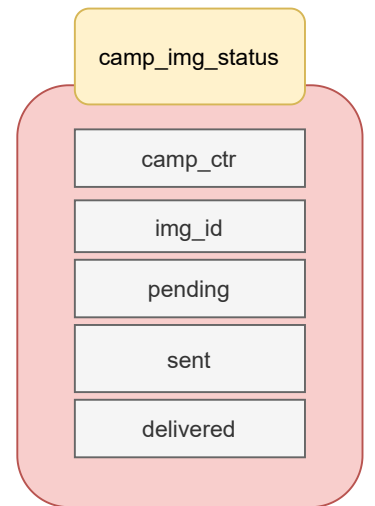 camp_img_status
camp_ctr
img_id
pending
sent
delivered